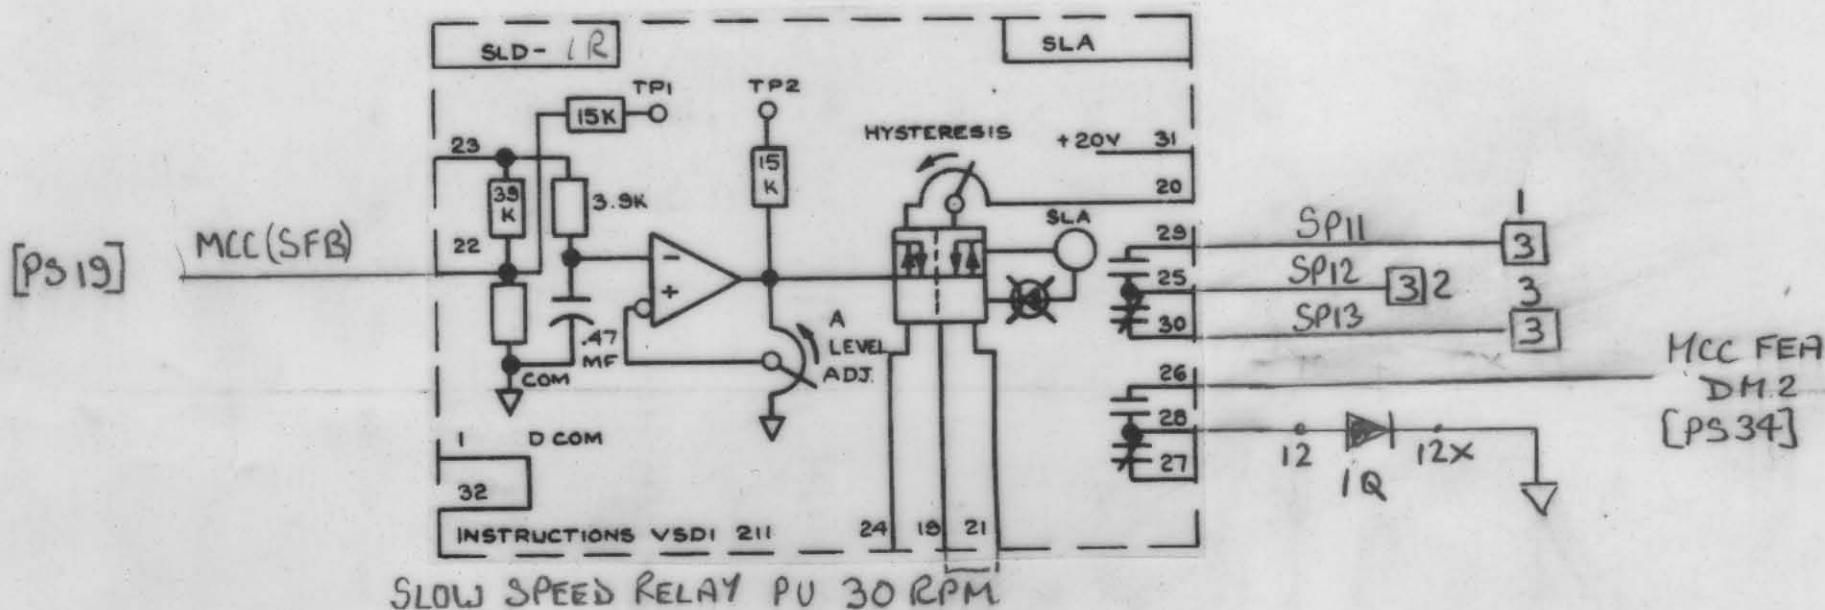 SLD- 1R
SLA
TP1
TP2
15K
HYSTERESIS
+20V 31
23
15
K
20
39
K
3.9K
SLA
[PS19]
MCC(SFB)
22
29
SP11
1
3
-
+
25
SP12
3 2
3
30
SP13
3
.47
MF
A
LEVEL
ADJ.
COM
26
MCC FEA
DM.2
[PS34]
28
12
1Q
12X
27
1
D COM
32
INSTRUCTIONS VSD1 211
24
19
21
SLOW SPEED RELAY PU 30 RPM